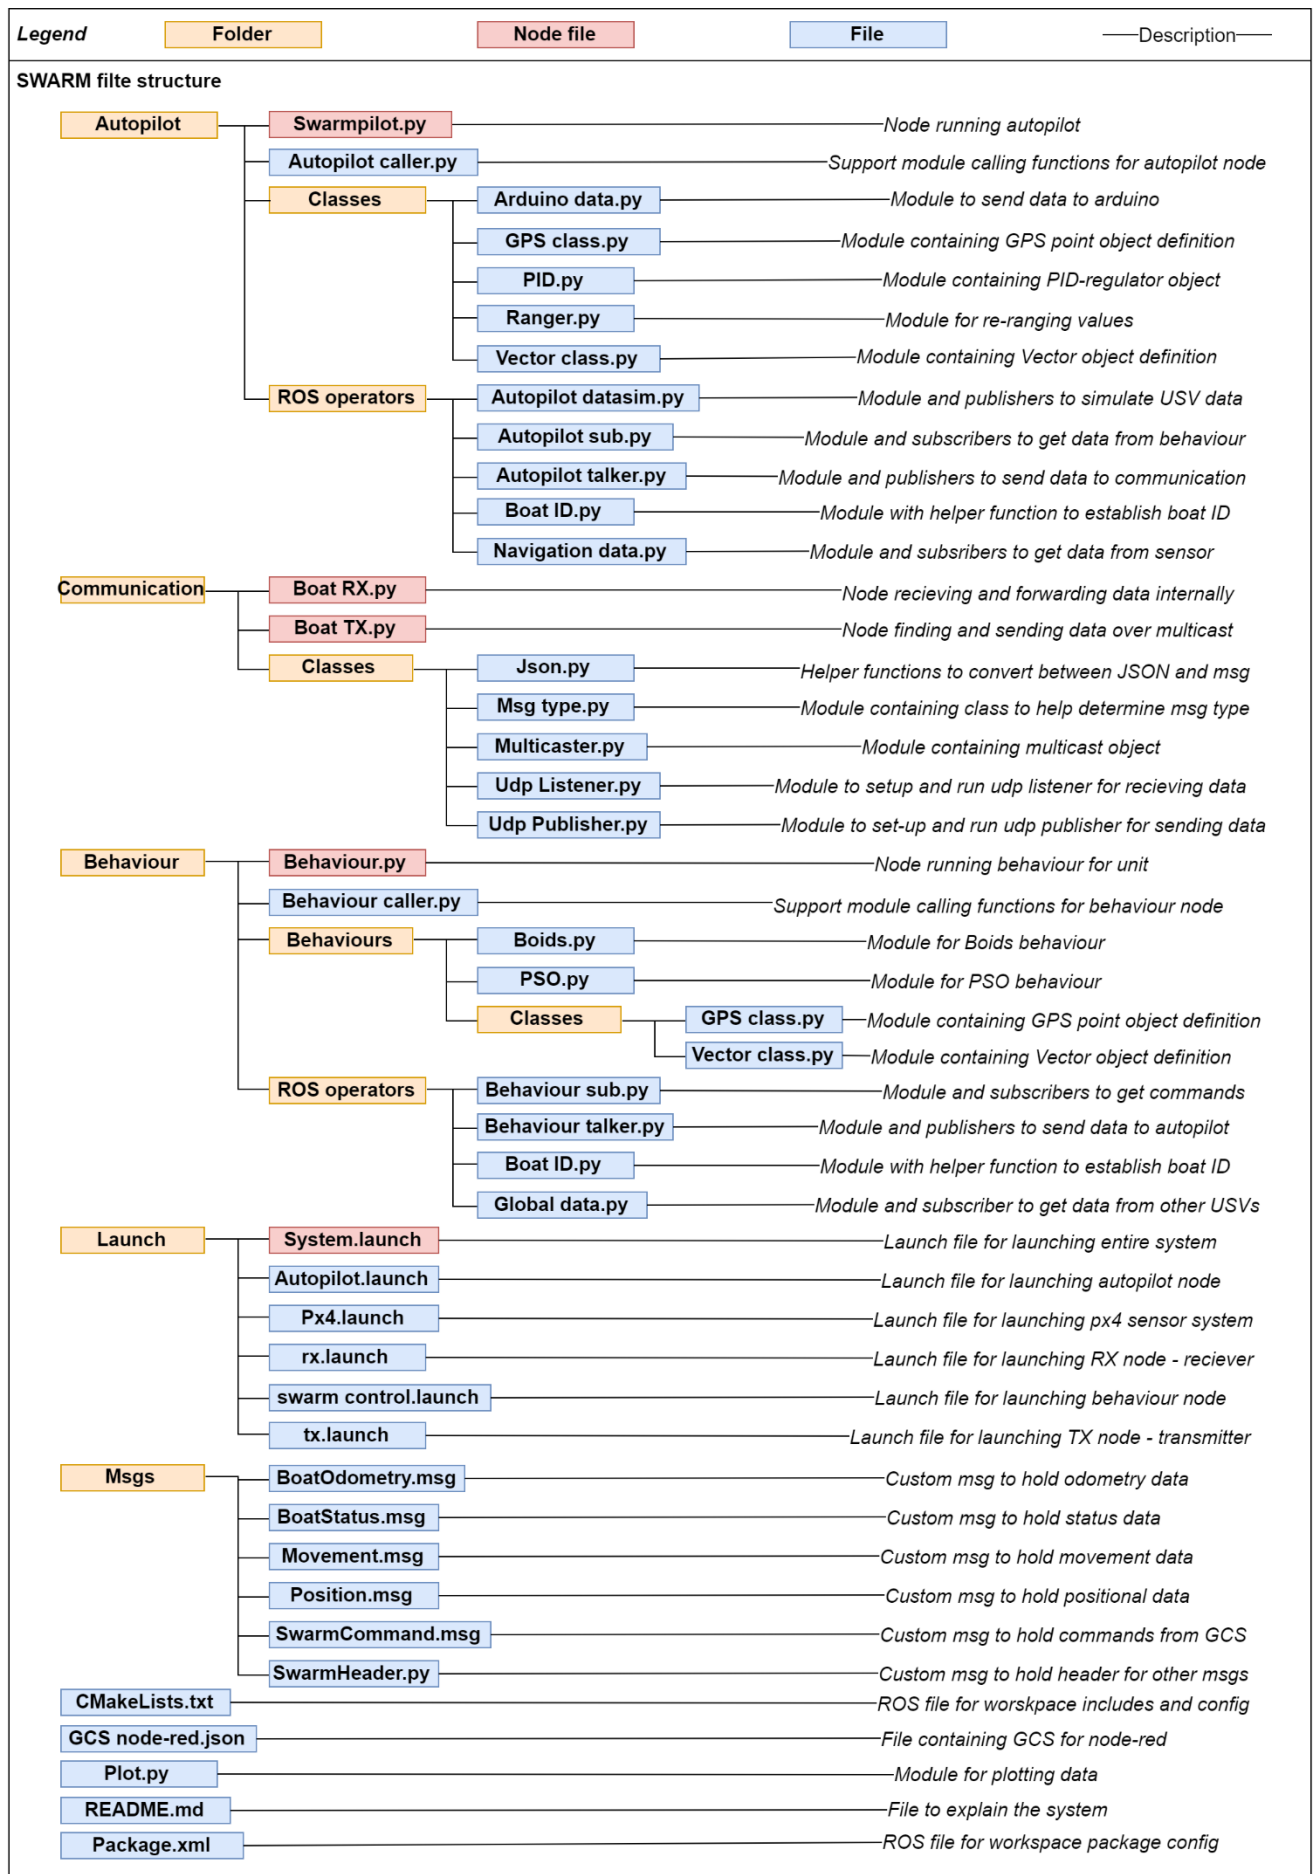 Legend Folder Node file File Description
SWARM filte structure
Autopilot Swarmpilot.py Node running autopilot
Autopilot caller.py Support module calling functions for autopilot node
Classes Arduino data.py Module to send data to arduino
GPS class.py Module containing GPS point object definition
PID.py Module containing PID-regulator object
Ranger.py Module for re-ranging values
Vector class.py Module containing Vector object definition
ROS operators Autopilot datasim.py Module and publishers to simulate USV data
Autopilot sub.py Module and subscribers to get data from behaviour
Autopilot talker.py Module and publishers to send data to communication
Boat ID.py Module with helper function to establish boat ID
Navigation data.py Module and subsribers to get data from sensor
Communication Boat RX.py Node recieving and forwarding data internally
Boat TX.py Node finding and sending data over multicast
Classes Json.py Helper functions to convert between JSON and msg
Msg type.py Module containing class to help determine msg type
Multicaster.py Module containing multicast object
Udp Listener.py Module to setup and run udp listener for recieving data
Udp Publisher.py Module to set-up and run udp publisher for sending data
Behaviour Behaviour.py Node running behaviour for unit
Behaviour caller.py Support module calling functions for behaviour node
Behaviours Boids.py Module for Boids behaviour
PSO.py Module for PSO behaviour
Classes GPS class.py Module containing GPS point object definition
Vector class.py Module containing Vector object definition
ROS operators Behaviour sub.py Module and subscribers to get commands
Behaviour talker.py Module and publishers to send data to autopilot
Boat ID.py Module with helper function to establish boat ID
Global data.py Module and subscriber to get data from other USVs
Launch System.launch Launch file for launching entire system
Autopilot.launch Launch file for launching autopilot node
Px4.launch Launch file for launching px4 sensor system
rx.launch Launch file for launching RX node - reciever
swarm control.launch Launch file for launching behaviour node
tx.launch Launch file for launching TX node - transmitter
Msgs BoatOdometry.msg Custom msg to hold odometry data
BoatStatus.msg Custom msg to hold status data
Movement.msg Custom msg to hold movement data
Position.msg Custom msg to hold positional data
SwarmCommand.msg Custom msg to hold commands from GCS
SwarmHeader.py Custom msg to hold header for other msgs
CMakeLists.txt ROS file for worskpace includes and config
GCS node-red.json File containing GCS for node-red
Plot.py Module for plotting data
README.md File to explain the system
Package.xml ROS file for workspace package config